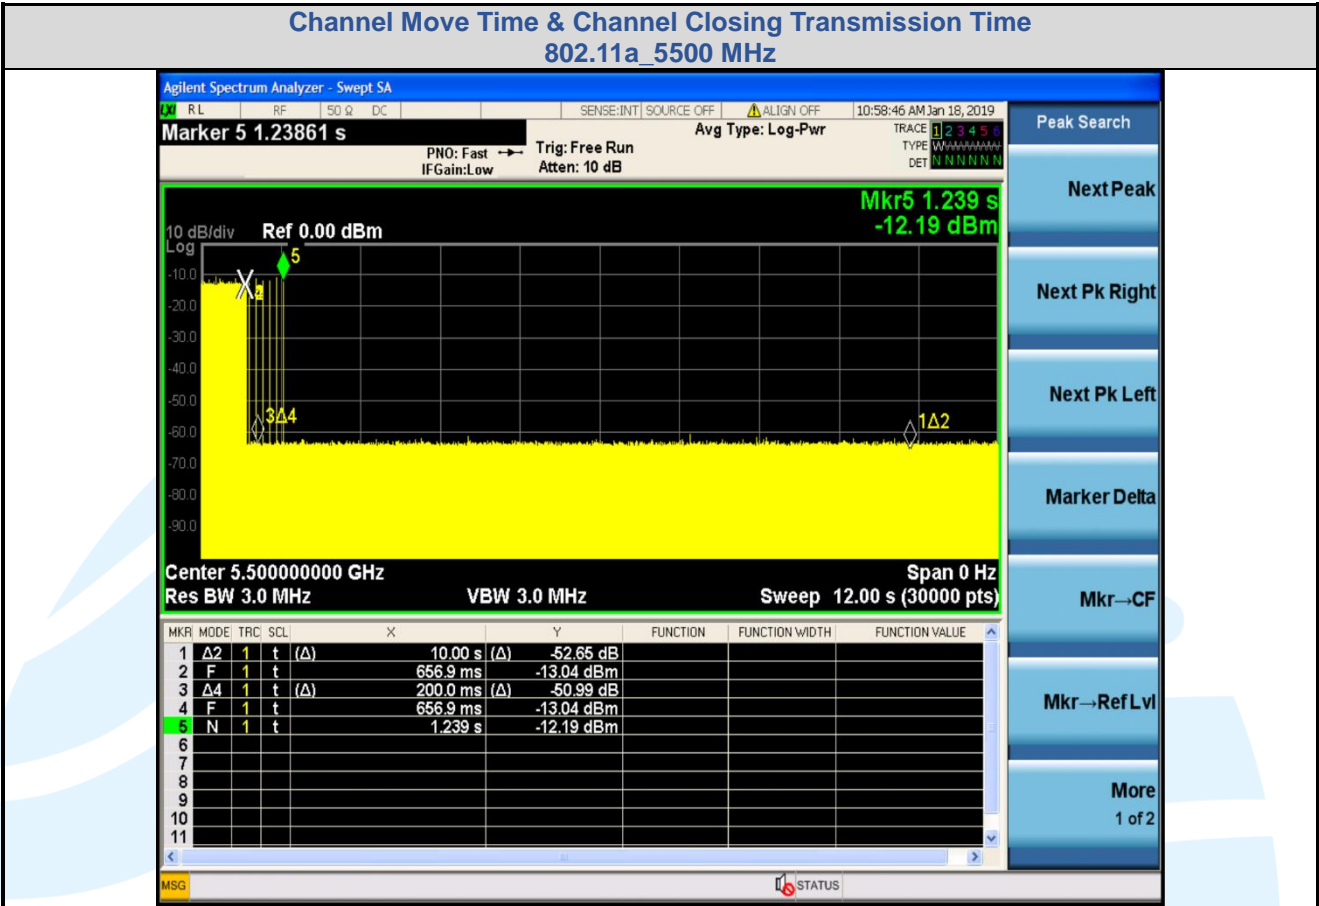 Channel Move Time & Channel Closing Transmission Time
802.11a_5500 MHz
Agilent Spectrum Analyzer - Swept SA
LXI RL RF 50 Ω DC SENSE:INT SOURCE OFF ALIGN OFF 10:58:46 AM Jan 18, 2019
Marker 5 1.23861 s
PNO: Fast
IFGain:Low
Trig: Free Run
Atten: 10 dB
Avg Type: Log-Pwr
TRACE 1 2 3 4 5 6
TYPE WWWWWW
DET N N N N N N
Mkr5 1.239 s
-12.19 dBm
10 dB/div Ref 0.00 dBm
Log
5
-10.0
-20.0
-30.0
-40.0
-50.0
3Δ4
1Δ2
-60.0
-70.0
-80.0
-90.0
Center 5.500000000 GHz Span 0 Hz
Res BW 3.0 MHz VBW 3.0 MHz Sweep 12.00 s (30000 pts)
MKR MODE TRC SCL X Y FUNCTION FUNCTION WIDTH FUNCTION VALUE
1 Δ2 1 t (Δ) 10.00 s (Δ) -52.65 dB
2 F 1 t 656.9 ms -13.04 dBm
3 Δ4 1 t (Δ) 200.0 ms (Δ) -50.99 dB
4 F 1 t 656.9 ms -13.04 dBm
5 N 1 t 1.239 s -12.19 dBm
6
7
8
9
10
11
MSG STATUS
Peak Search
Next Peak
Next Pk Right
Next Pk Left
Marker Delta
Mkr→CF
Mkr→Ref Lvl
More
1 of 2